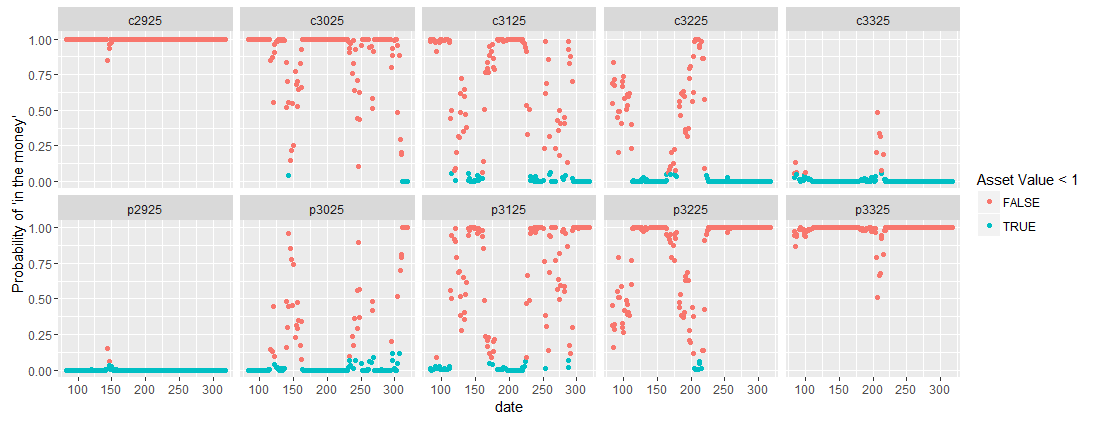 c2925 c3025 c3125 c3225 c3325
1.00
0.75
0.50
0.25
0.00
p2925 p3025 p3125 p3225 p3325
1.00
0.75
0.50
0.25
0.00
100 150 200 250 300 100 150 200 250 300 100 150 200 250 300 100 150 200 250 300 100 150 200 250 300
date
Probability of 'in the money'
Asset Value < 1
FALSE
TRUE